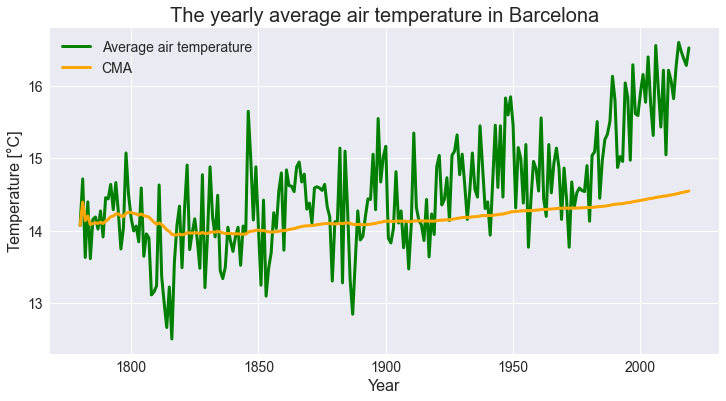 The yearly average air temperature in Barcelona
Average air temperature
CMA
Temperature [°C]
16
15
14
13
1800
1850
1900
1950
2000
Year